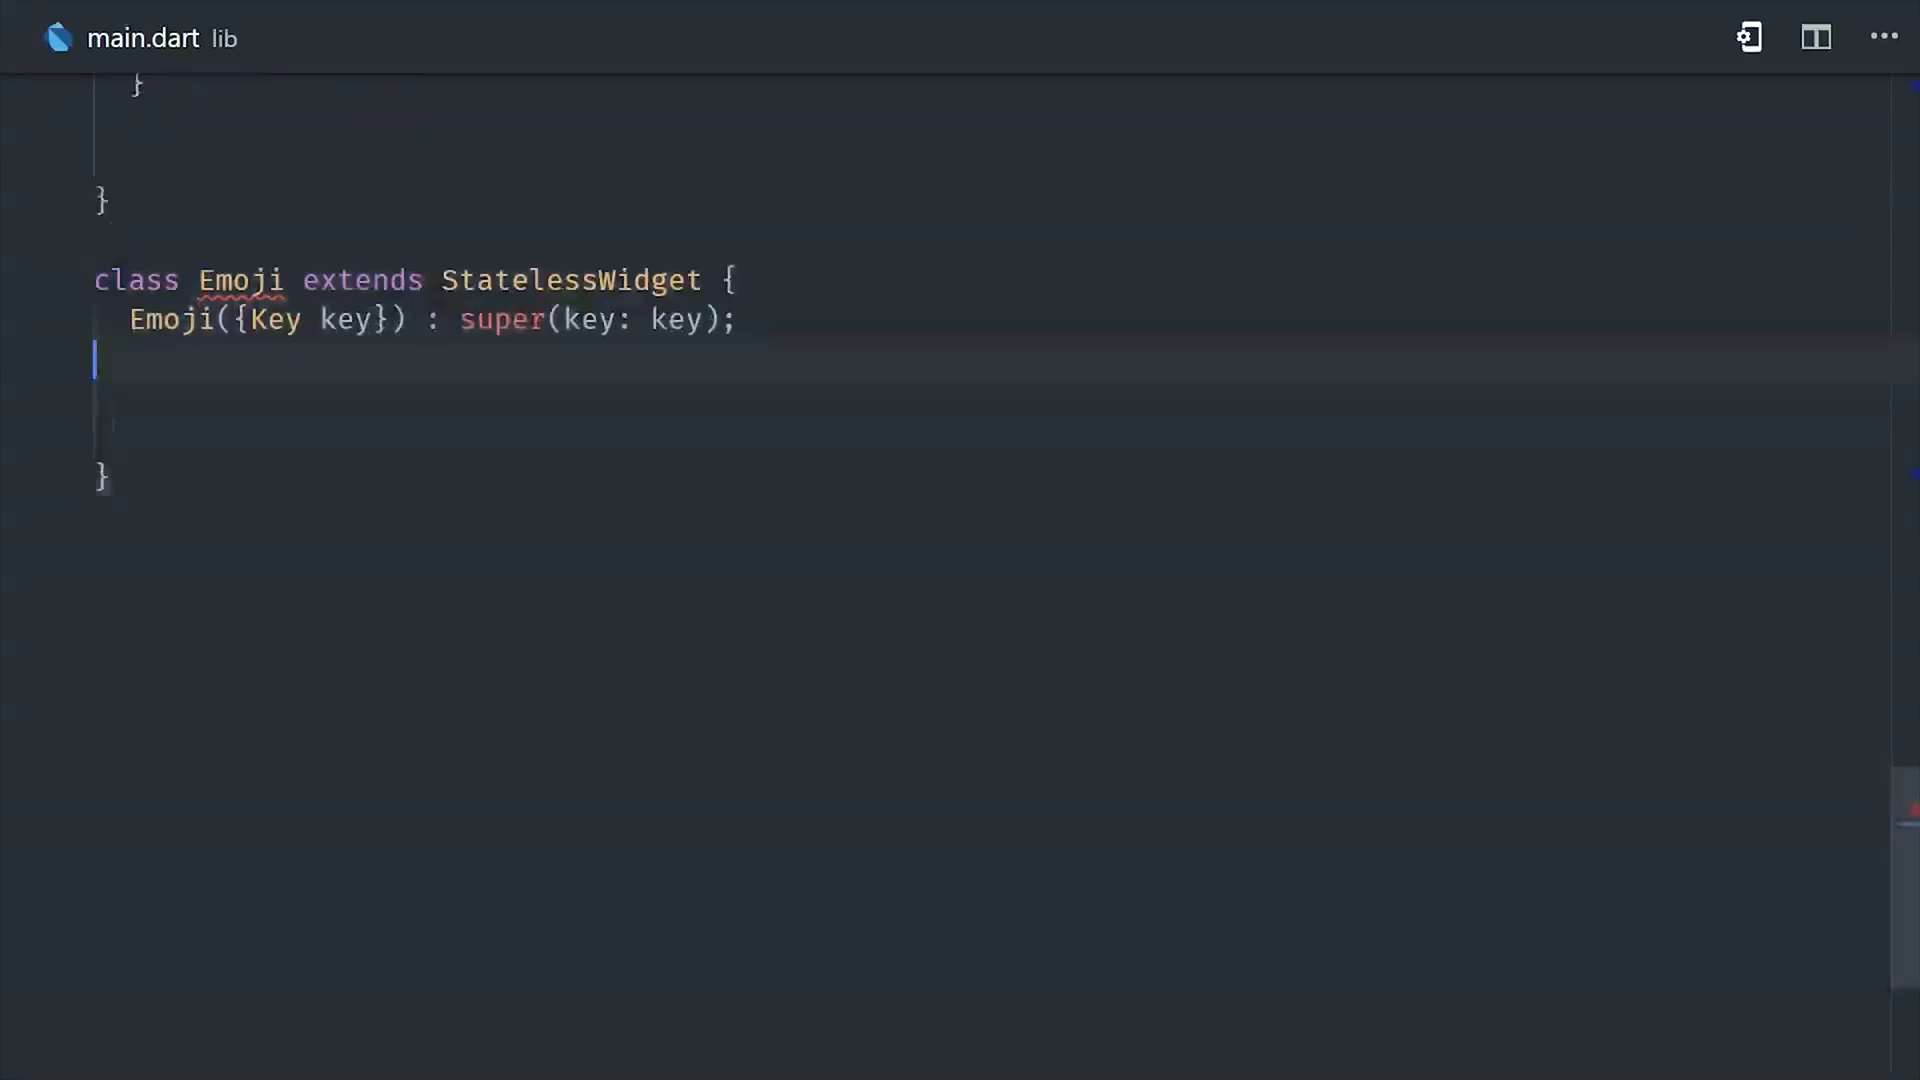 main.dart lib
}
}
class Emoji extends StatelessWidget {
Emoji({Key key}) : super(key: key);
}